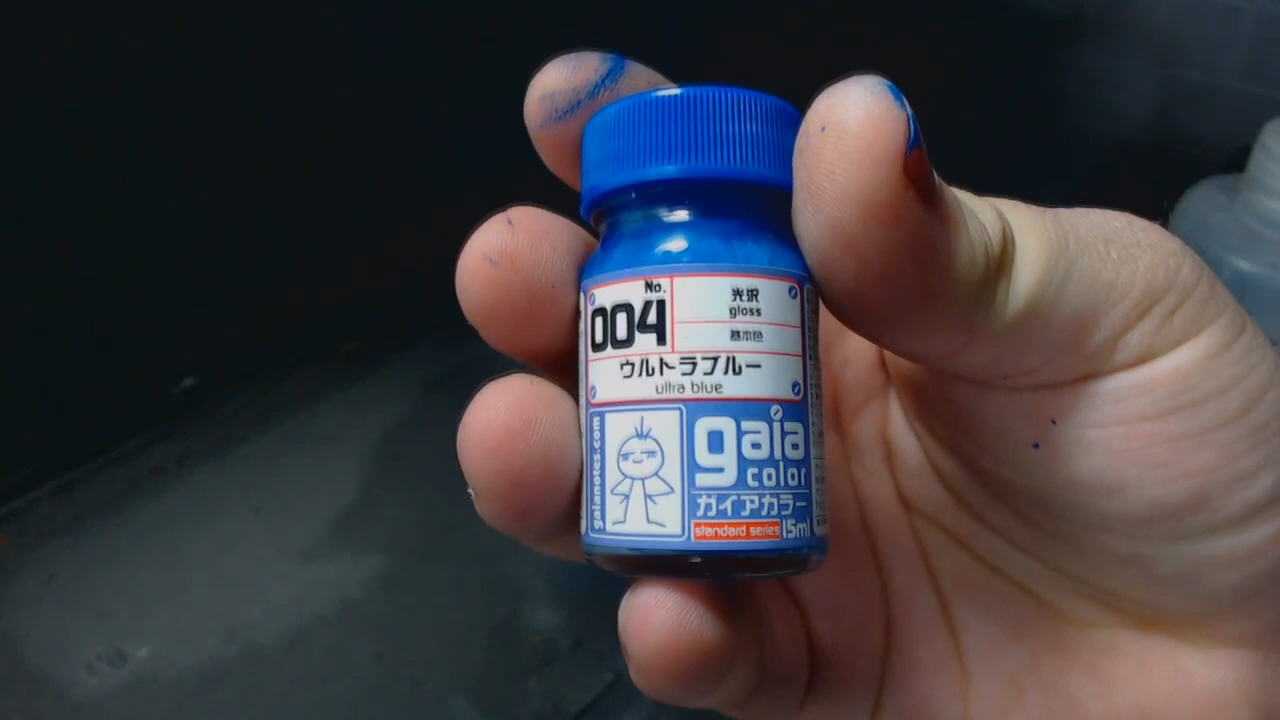 No.
004
光沢
gloss
基本色
ウルトラブルー
ultra blue
gaianotes.com
gaia
color
ガイアカラー
standard series 15ml